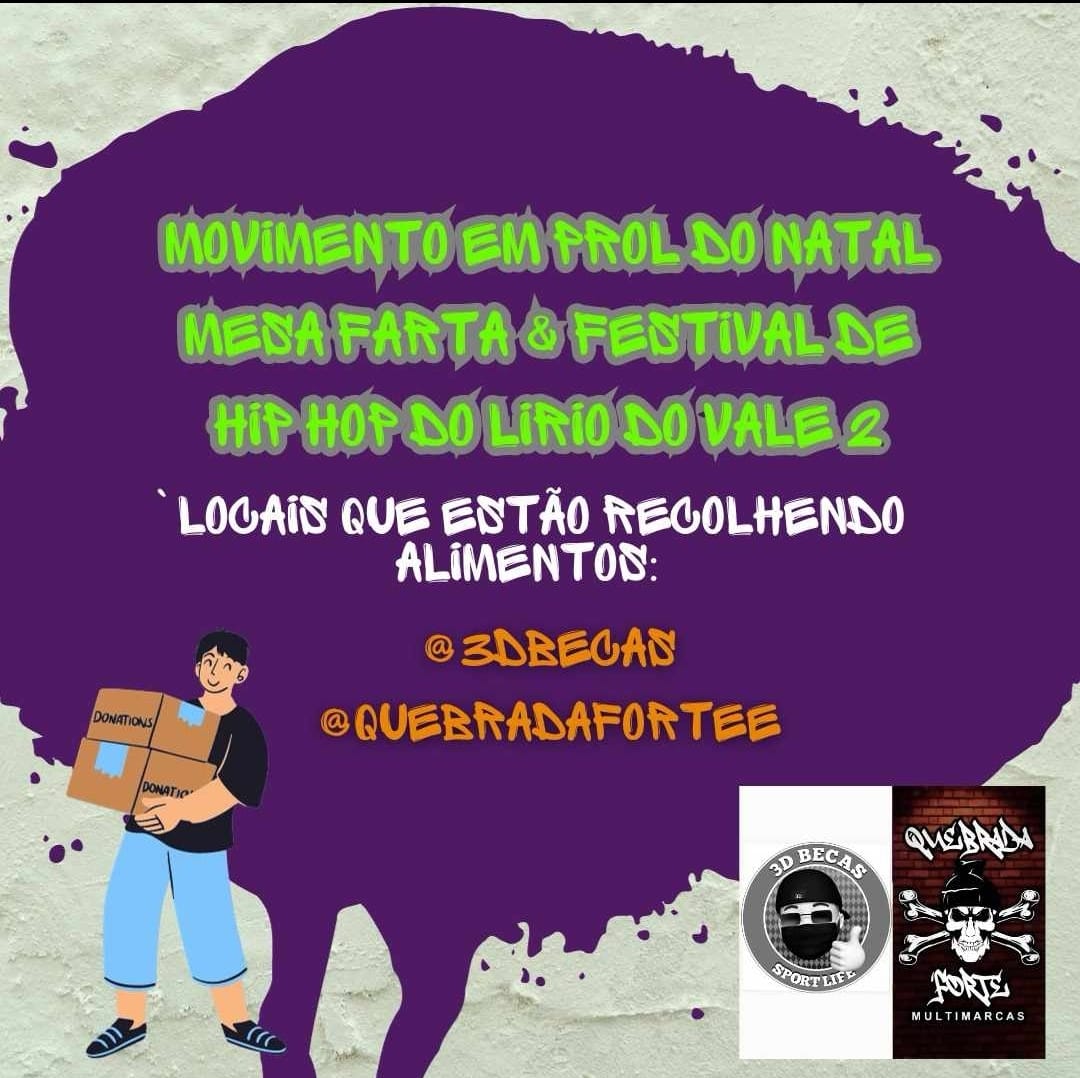 MOVIMENTO EM PROL DO NATAL
MESA FARTA & FESTIVAL DE
HIP HOP DO LIRIO DO VALE 2
`LOCAIS QUE ESTÃO RECOLHENDO
ALIMENTOS:
@3DBECAS
@QUEBRADAFORTEE
DONATIONS
DONATIO
3D BECAS
SPORT LIFE
QUEBRADA
FORTE
MULTIMARCAS